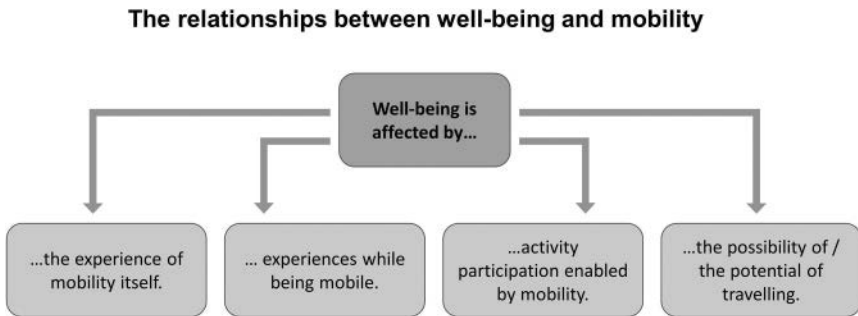 The relationships between well-being and mobility
Well-being is
affected by...
...the experience of
mobility itself.
... experiences while
being mobile.
...activity
participation enabled
by mobility.
...the possibility of /
the potential of
travelling.